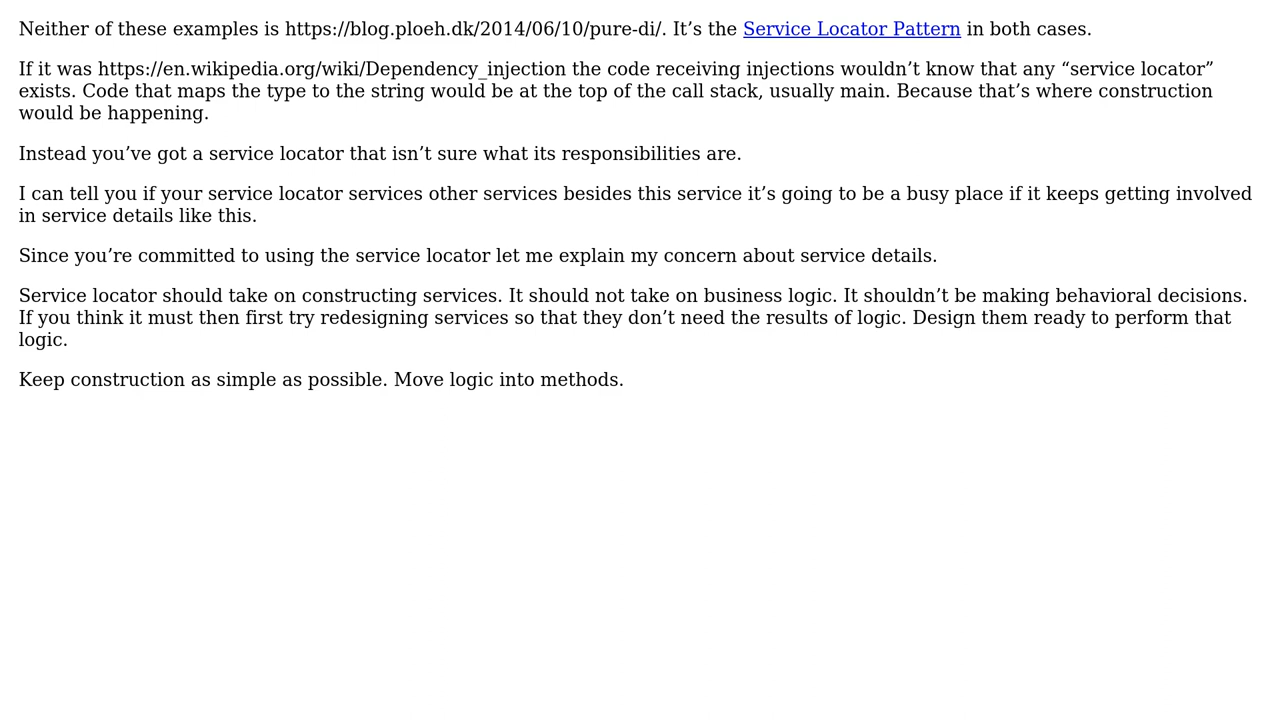 Neither of these examples is https://blog.ploeh.dk/2014/06/10/pure-di/. It’s the Service Locator Pattern in both cases.
If it was https://en.wikipedia.org/wiki/Dependency_injection the code receiving injections wouldn’t know that any “service locator”
exists. Code that maps the type to the string would be at the top of the call stack, usually main. Because that’s where construction
would be happening.
Instead you’ve got a service locator that isn’t sure what its responsibilities are.
I can tell you if your service locator services other services besides this service it’s going to be a busy place if it keeps getting involved
in service details like this.
Since you’re committed to using the service locator let me explain my concern about service details.
Service locator should take on constructing services. It should not take on business logic. It shouldn’t be making behavioral decisions.
If you think it must then first try redesigning services so that they don’t need the results of logic. Design them ready to perform that
logic.
Keep construction as simple as possible. Move logic into methods.